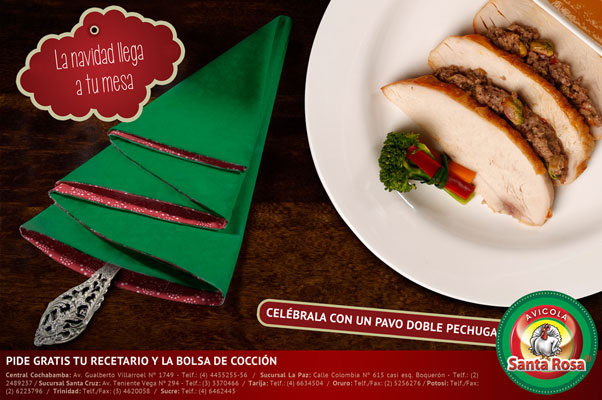 La navidad llega
a tu mesa
CELÉBRALA CON UN PAVO DOBLE PECHUGA
AVICOLA
Santa Rosa
PIDE GRATIS TU RECETARIO Y LA BOLSA DE COCCIÓN
Central Cochabamba: Av. Gualberto Villarroel Nº 1749 - Telf.: (4) 4455255-56 / Sucursal La Paz: Calle Colombia Nº 615 casi esq. Boquerón - Telf.: (2)
2489237 / Sucursal Santa Cruz: Av. Teniente Vega Nº 294 - Telf.: (3) 3370466 / Tarija: Telf.: (4) 6634504 / Oruro: Telf./Fax: (2) 5256276 / Potosí: Telf./Fax:
(2) 6223796 / Trinidad: Telf./Fax: (3) 4620058 / Sucre: Telf.: (4) 6462443